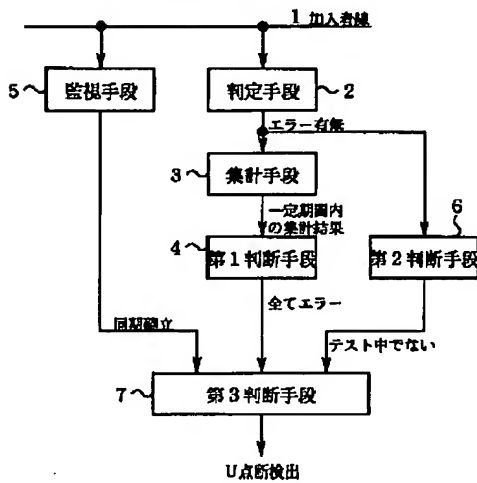 1 加入者線
5 監視手段
判定手段 2
エラー有無
3 集計手段
一定期間内
の集計結果
6
4 第1判断手段
第2判断手段
全てエラー
同期確立
テスト中でない
7 第3判断手段
U点断検出